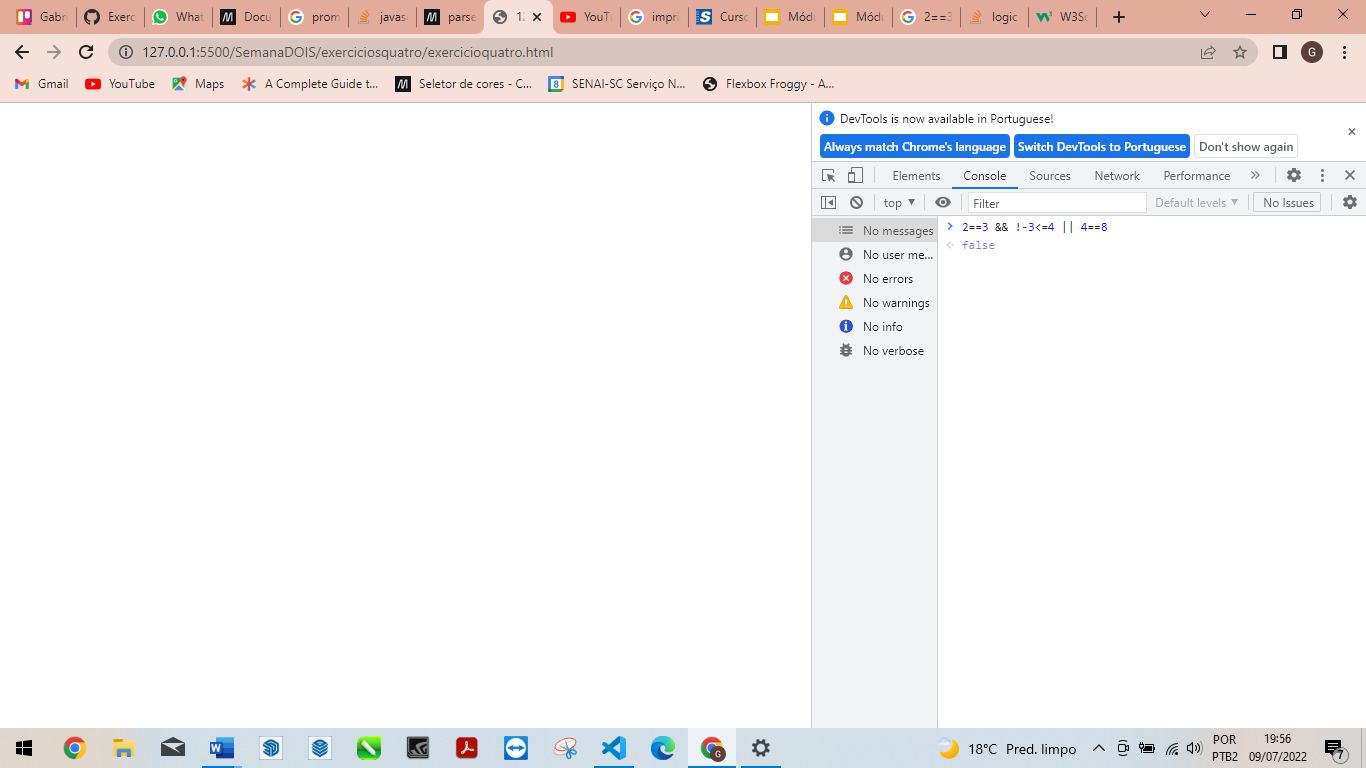 Gabri Exerc What Docu prom javas parse 12 YouT impri Curso Módu Módu 2==3 logic W3Sc
127.0.0.1:5500/SemanaDOIS/exerciciosquatro/exercicioquatro.html G
Gmail YouTube Maps A Complete Guide t... Seletor de cores - C... 8 SENAI-SC Serviço N... Flexbox Froggy - A...
DevTools is now available in Portuguese!
Always match Chrome's language Switch DevTools to Portuguese Don't show again
Elements Console Sources Network Performance
top Filter Default levels No Issues
No messages
No user me...
No errors
No warnings
No info
No verbose
2==3 && !-3<=4 || 4==8
false
18°C Pred. limpo
POR
PTB2
19:56
09/07/2022
7